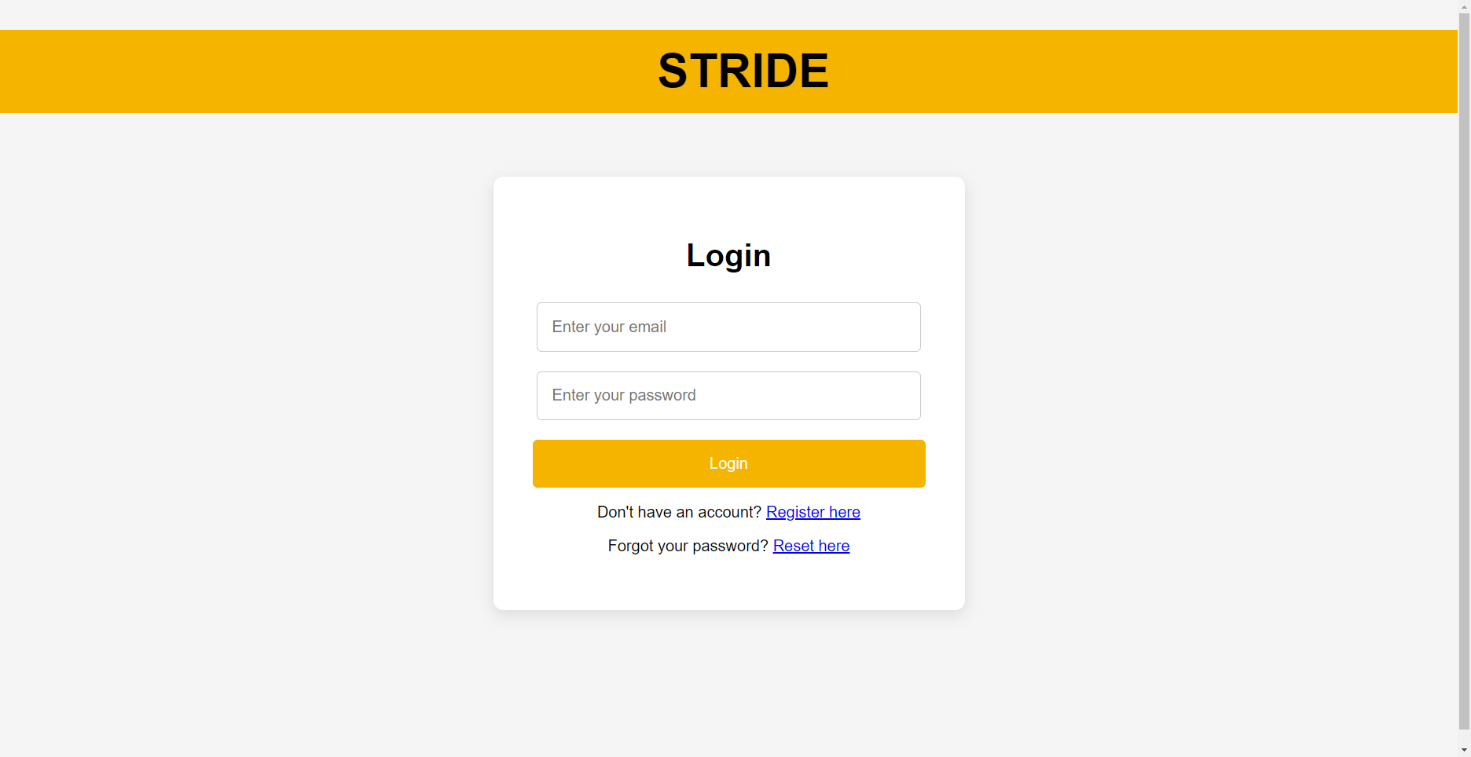 STRIDE
Login
Enter your email
Enter your password
Login
Don't have an account? Register here
Forgot your password? Reset here